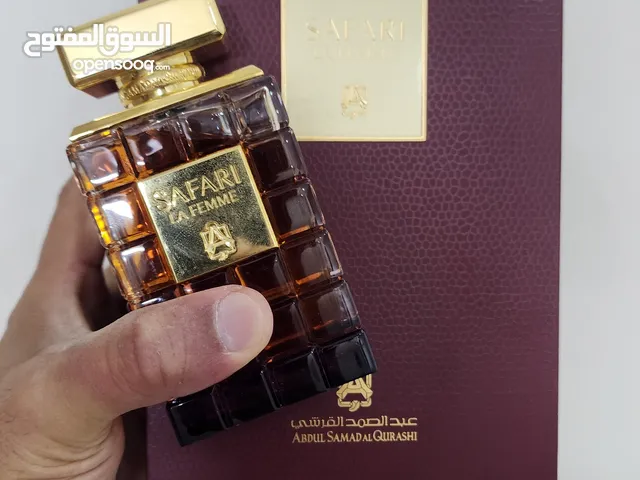 السوق المفتوح
opensooq.com
SAFARI
SAFARI
LA FEMME
عبد الصمد القرشي
ABDUL SAMAD AL QURASHI